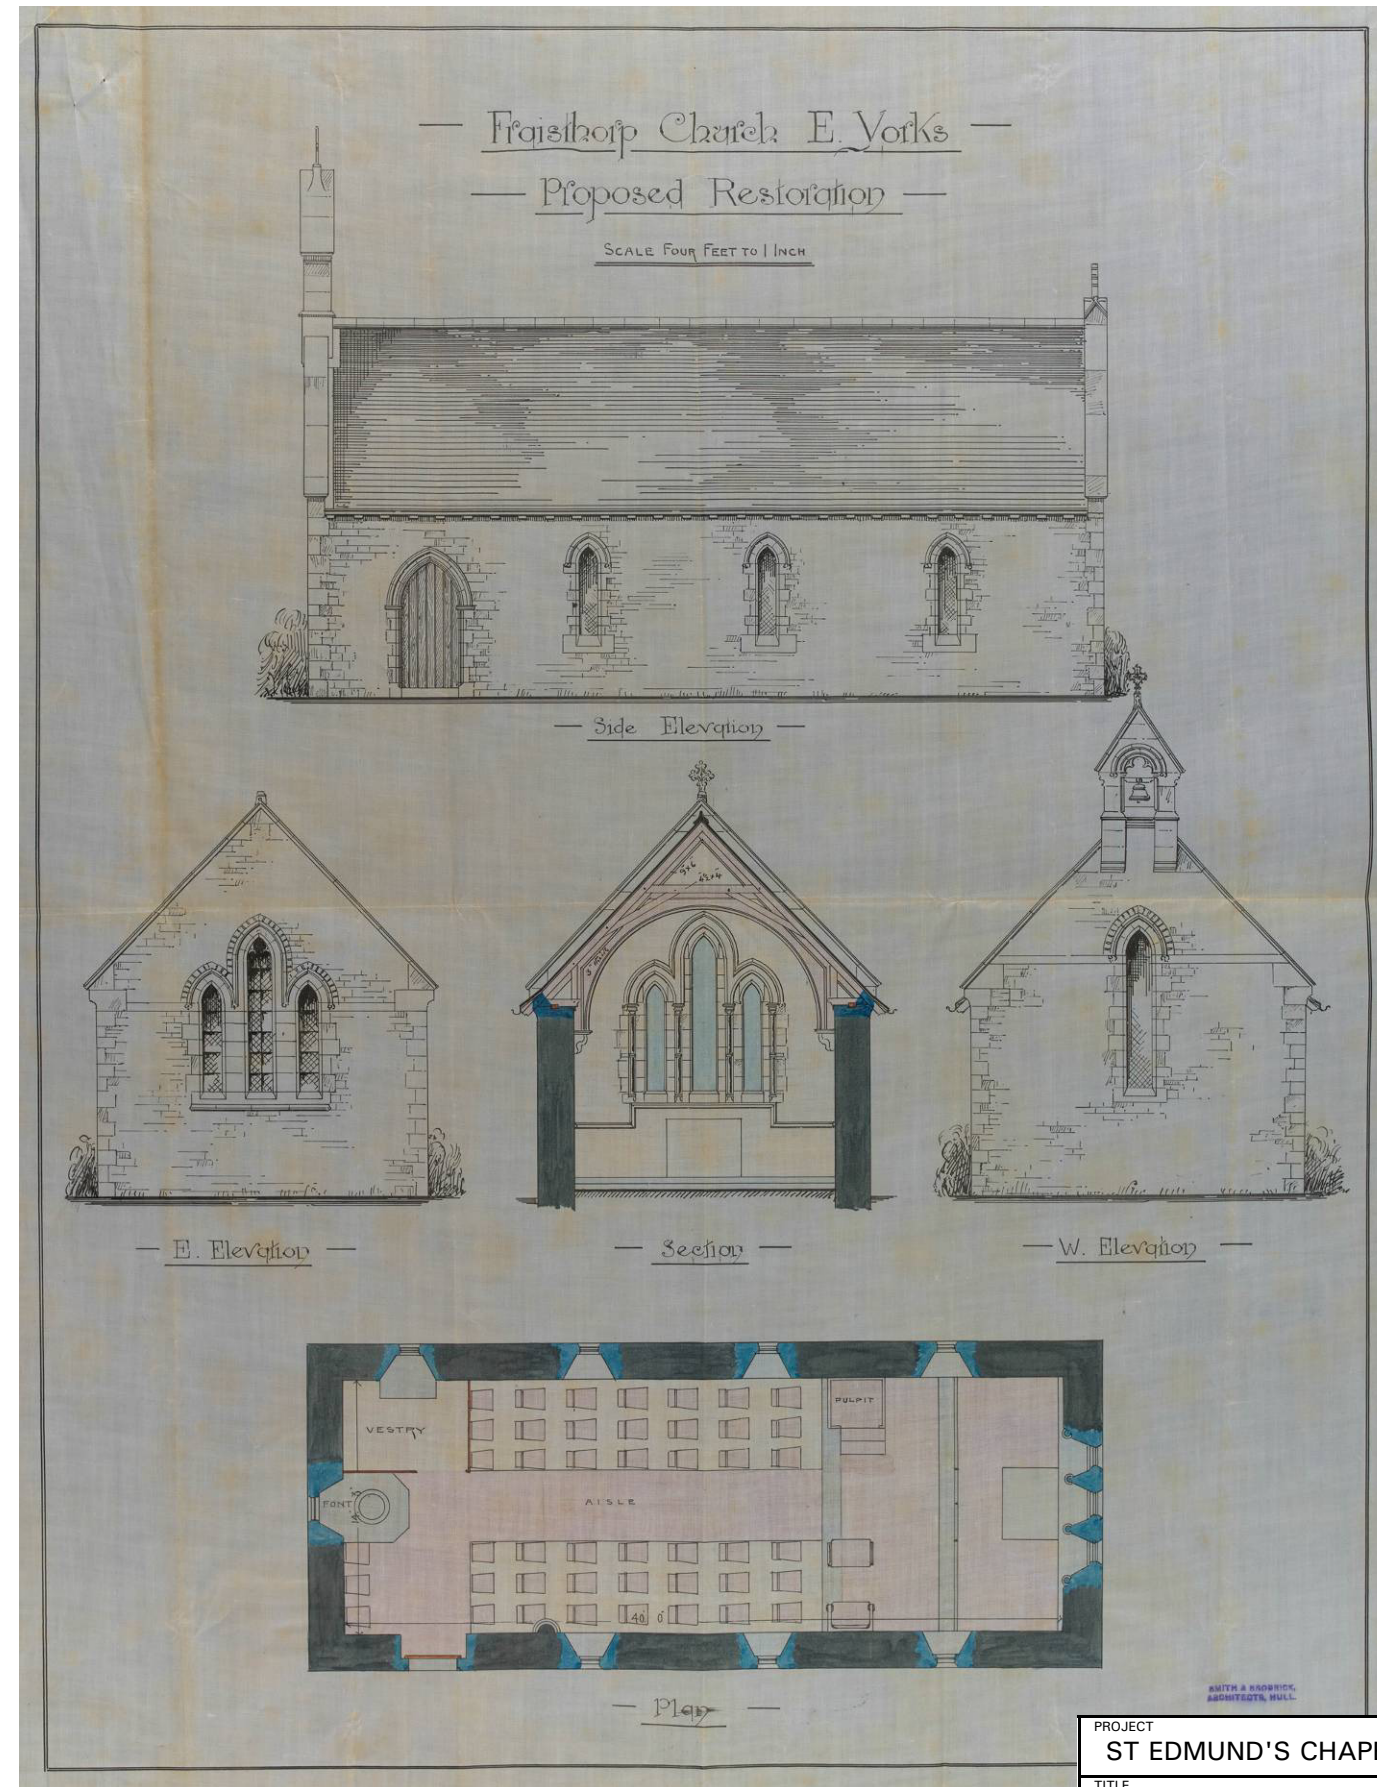 Fraisthorp Church E. Yorks
Proposed Restoration
SCALE FOUR FEET TO 1 INCH
Side Elevation
E. Elevation
Section
W. Elevation
VESTRY
PULPIT
FONT
AISLE
40 0
Plan
SMITH & BRODRICK,
ARCHITECTS, HULL.
PROJECT
ST EDMUND'S CHAP
TITLE